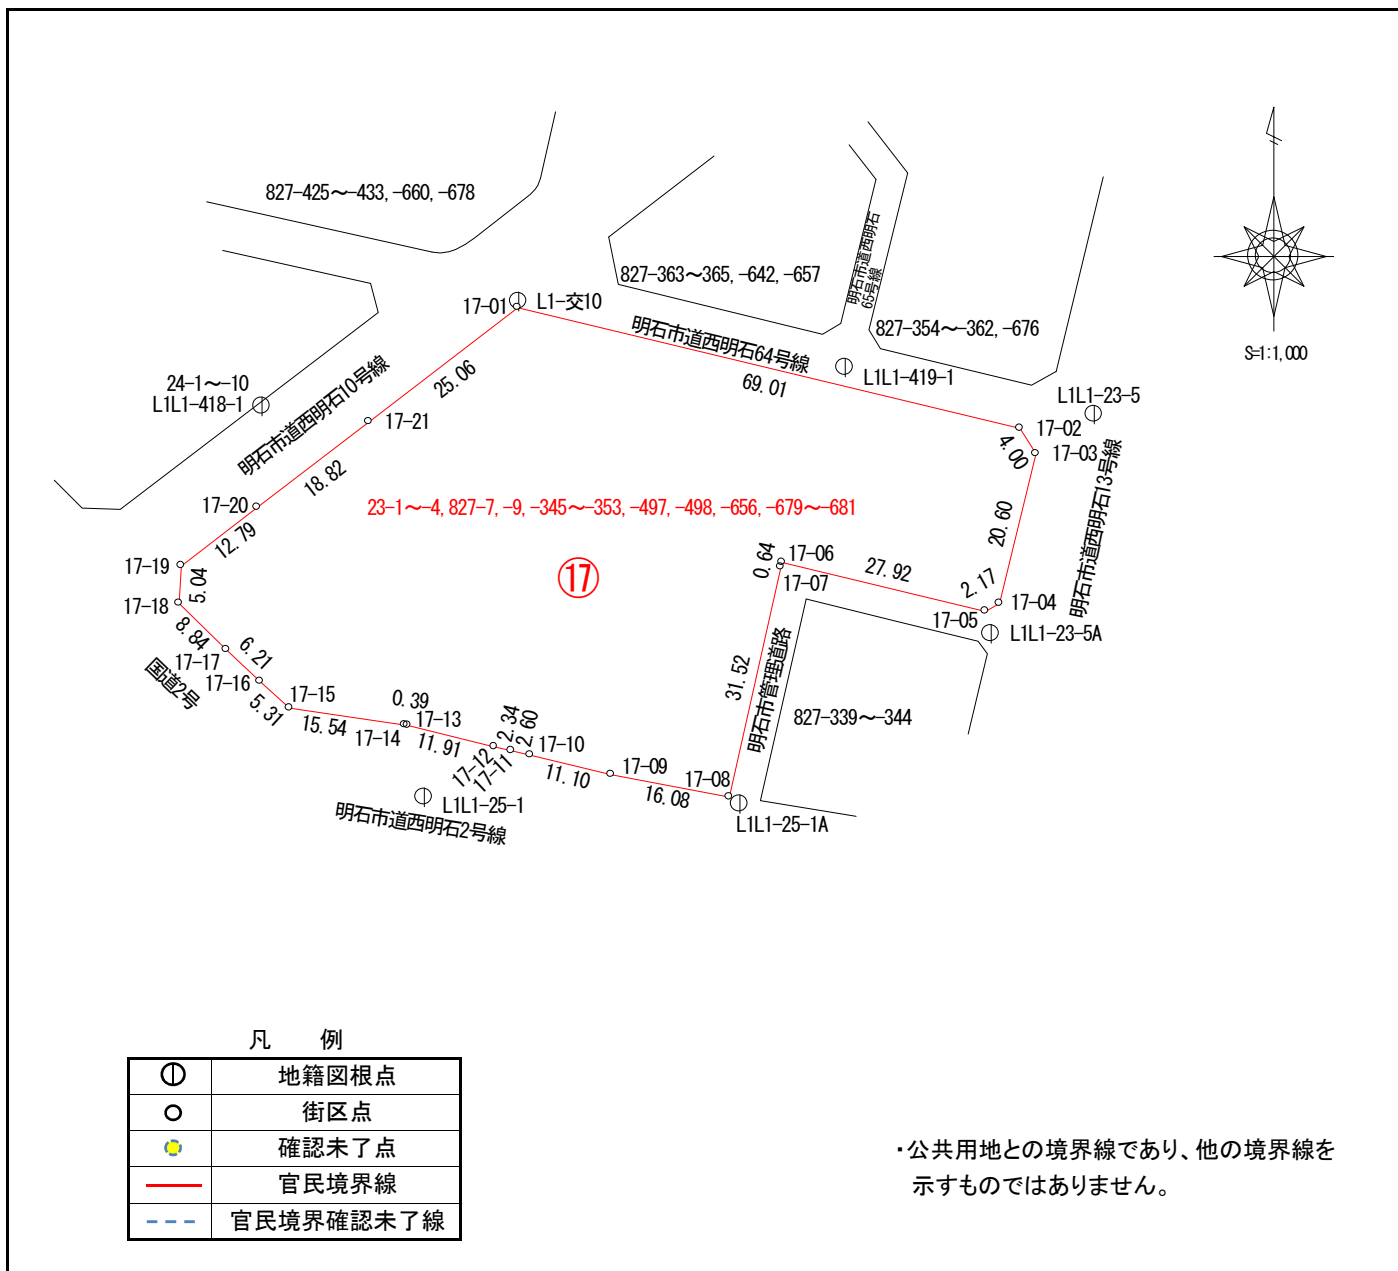 827-425～-433, -660, -678
827-363～365, -642, -657
明石市道西明石
65号線
827-354～-362, -676
S=1:1,000
17-01
L1-交10
明石市道西明石64号線
69.01
L1L1-419-1
24-1～-10
L1L1-418-1
明石市道西明石10号線
25.06
17-21
L1L1-23-5
17-02
4.00
17-03
明石市道西明石13号線
18.82
17-20
23-1～-4, 827-7, -9, -345～-353, -497, -498, -656, -679～-681
20.60
12.79
17-19
5.04
17-18
⑰
0.64
17-06
17-07
27.92
2.17
17-04
17-05
L1L1-23-5A
8.84
6.21
17-17
17-16
国道2号
5.31
17-15
15.54
0.39
17-13
17-14
11.91
2.34
2.60
17-12
17-11
17-10
11.10
17-09
16.08
17-08
31.52
明石市管理道路
827-339～-344
L1L1-25-1
明石市道西明石2号線
L1L1-25-1A
凡 例
地籍図根点
街区点
確認未了点
官民境界線
官民境界確認未了線
・公共用地との境界線であり、他の境界線を
示すものではありません。